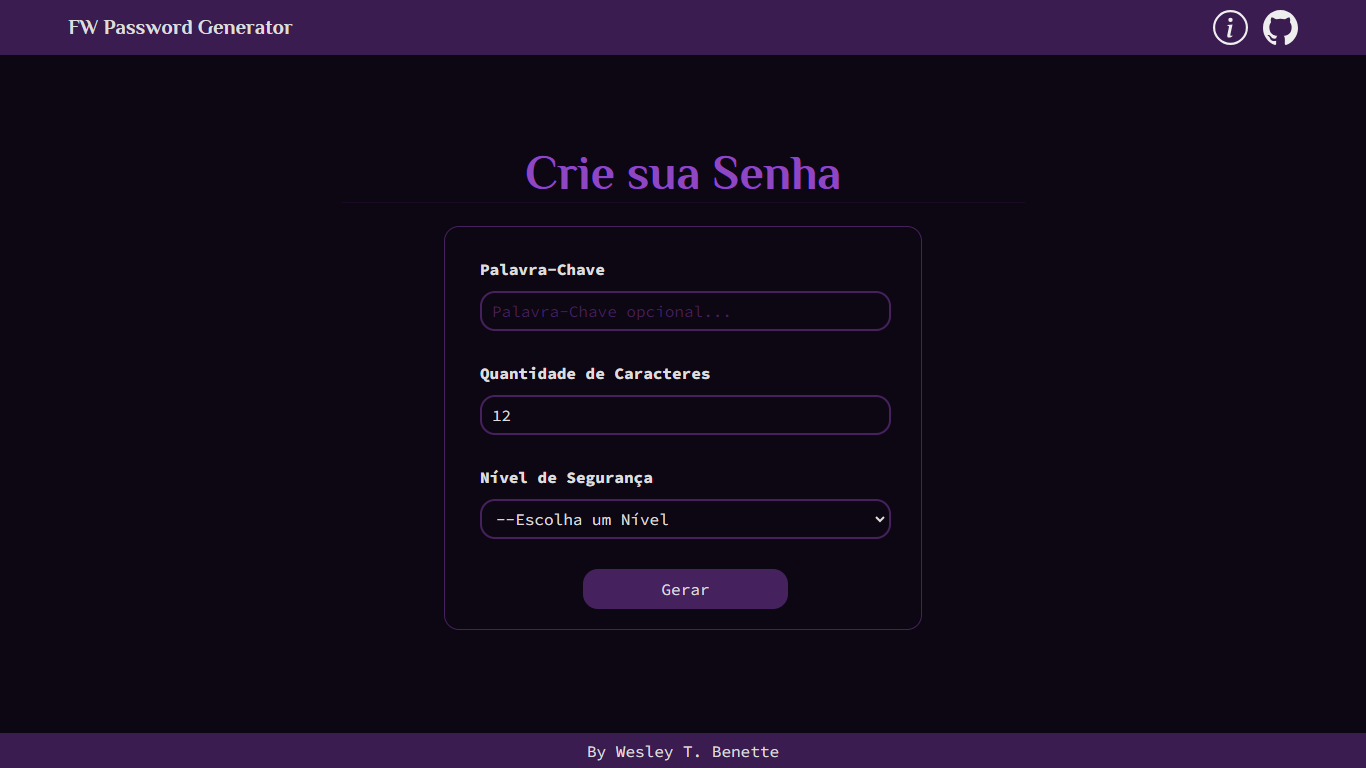 FW Password Generator
Crie sua Senha
Palavra-Chave
Palavra-Chave opcional...
Quantidade de Caracteres
12
Nível de Segurança
--Escolha um Nível
Gerar
By Wesley T. Benette